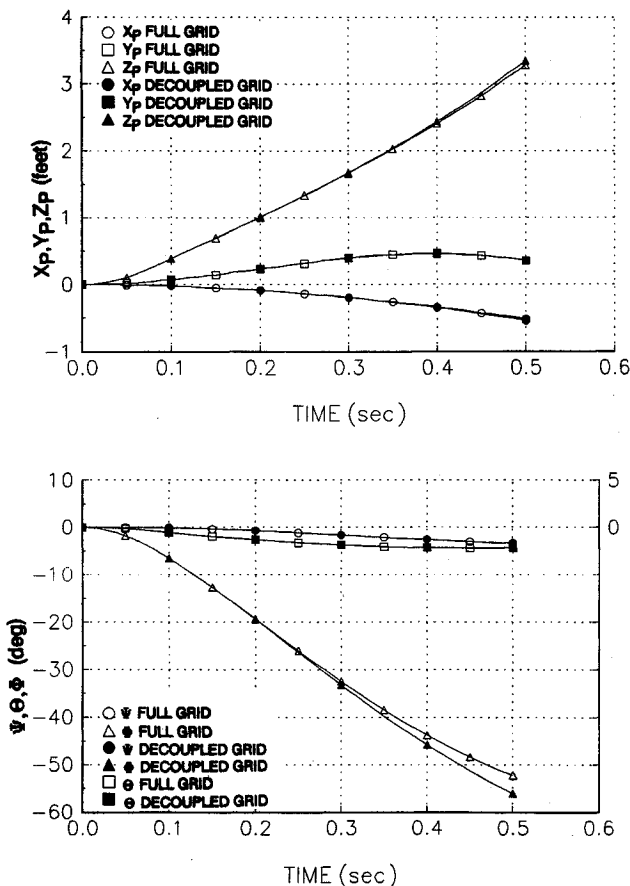 4
3
2
1
0
−1
Xp,Yp,Zp (feet)
Xp FULL GRID
Yp FULL GRID
Zp FULL GRID
Xp DECOUPLED GRID
Yp DECOUPLED GRID
Zp DECOUPLED GRID
0.0 0.1 0.2 0.3 0.4 0.5 0.6
TIME (sec)
10
0
−10
−20
−30
−40
−50
−60
5
0
Ψ,Θ,Φ (deg)
Ψ FULL GRID
Φ FULL GRID
Ψ DECOUPLED GRID
Φ DECOUPLED GRID
Θ FULL GRID
Θ DECOUPLED GRID
0.0 0.1 0.2 0.3 0.4 0.5 0.6
TIME (sec)